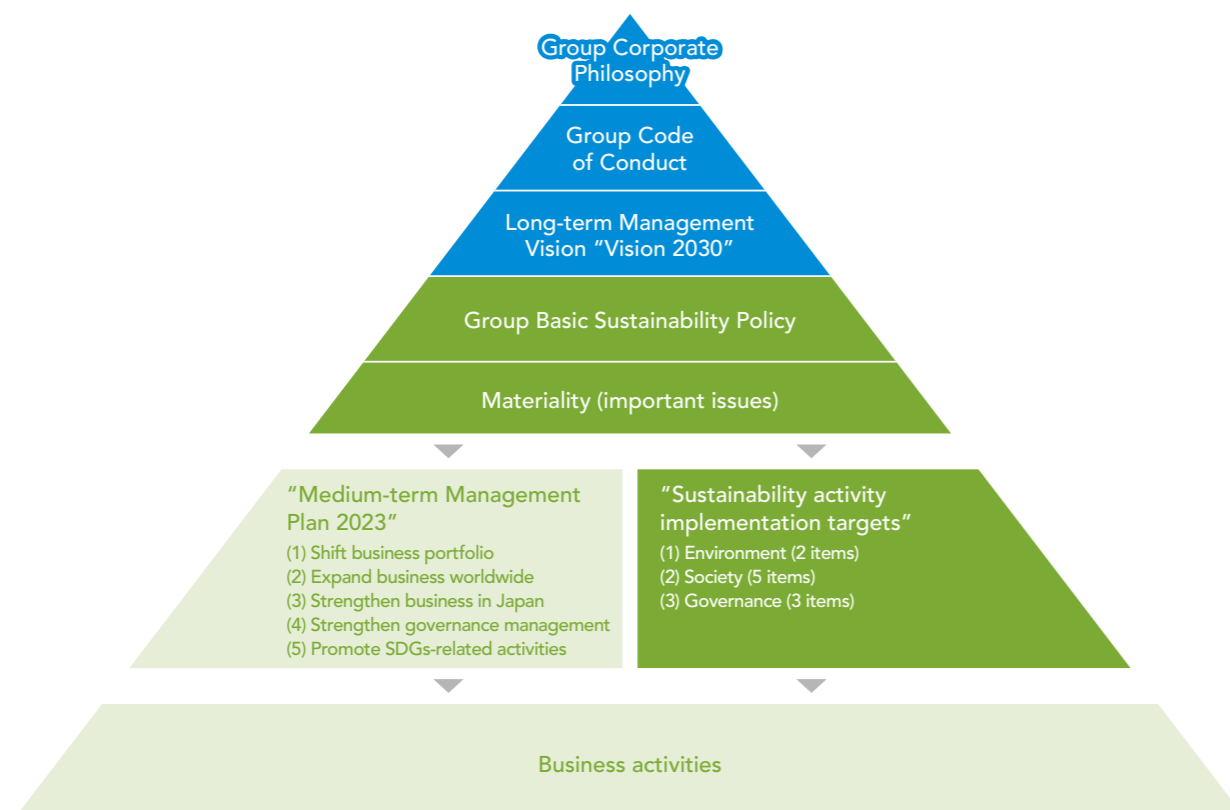 Group Corporate
Philosophy
Group Code
of Conduct
Long-term Management
Vision “Vision 2030”
Group Basic Sustainability Policy
Materiality (important issues)
“Medium-term Management
Plan 2023”
(1) Shift business portfolio
(2) Expand business worldwide
(3) Strengthen business in Japan
(4) Strengthen governance management
(5) Promote SDGs-related activities
“Sustainability activity
implementation targets”
(1) Environment (2 items)
(2) Society (5 items)
(3) Governance (3 items)
Business activities